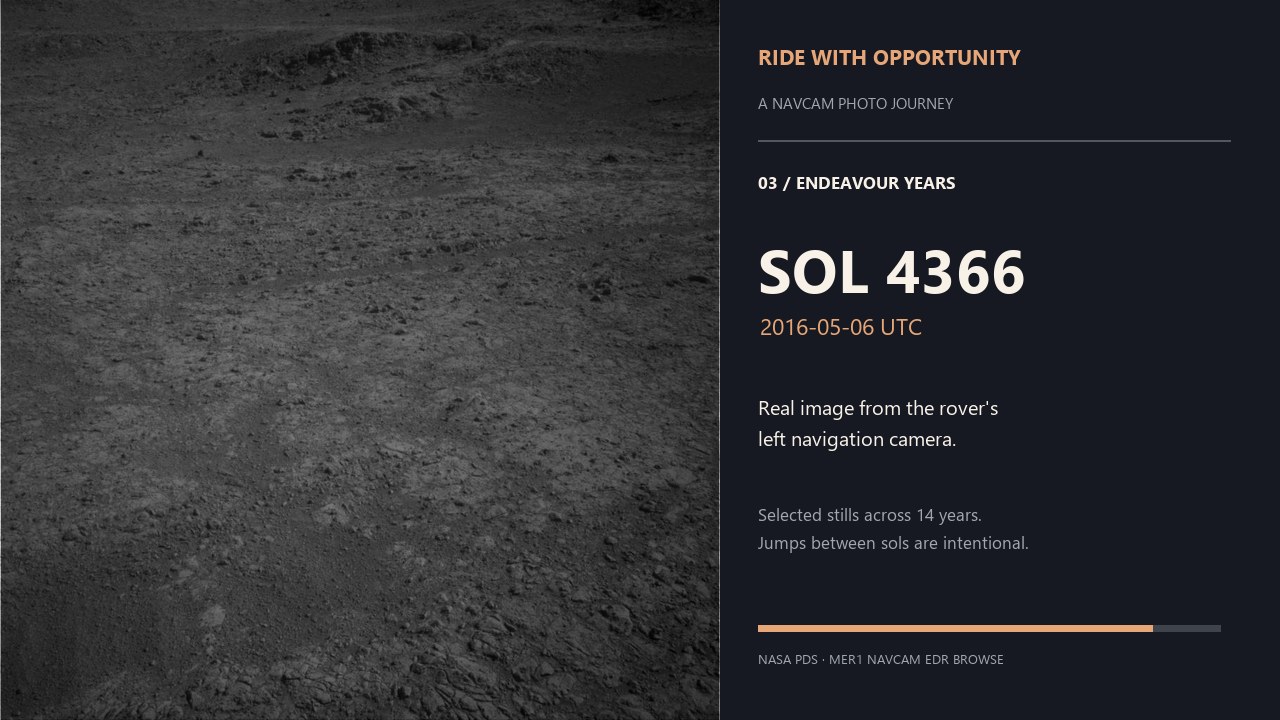 RIDE WITH OPPORTUNITY
A NAVCAM PHOTO JOURNEY
03 / ENDEAVOUR YEARS
SOL 4366
2016-05-06 UTC
Real image from the rover's
left navigation camera.
Selected stills across 14 years.
Jumps between sols are intentional.
NASA PDS · MER1 NAVCAM EDR BROWSE